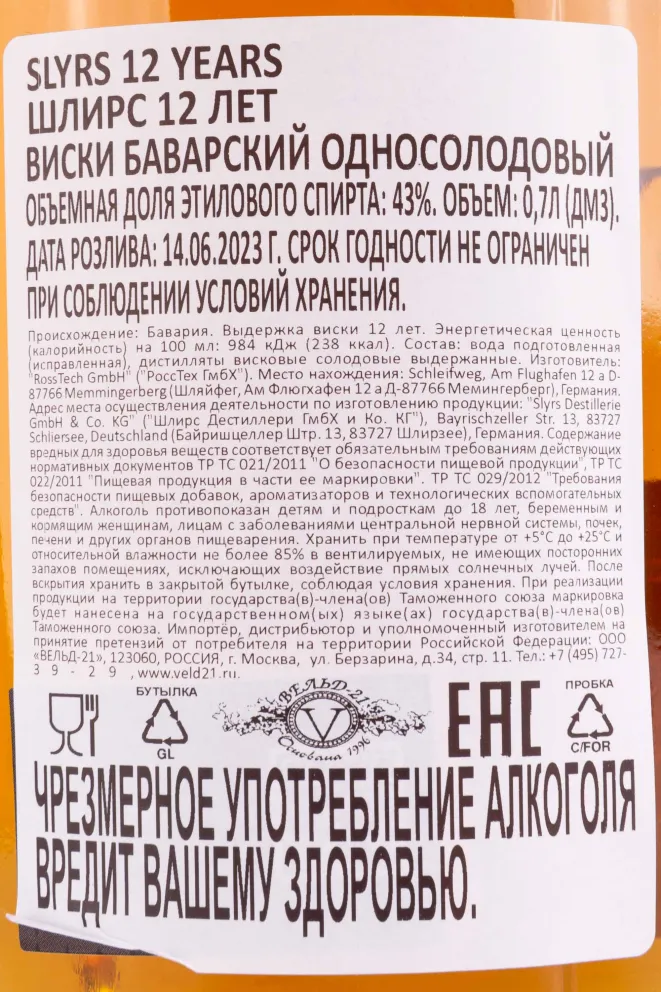 SLYRS 12 YEARS
ШЛИРС 12 ЛЕТ
ВИСКИ БАВАРСКИЙ ОДНОСОЛОДОВЫЙ
ОБЪЕМНАЯ ДОЛЯ ЭТИЛОВОГО СПИРТА: 43%. ОБЪЕМ: 0,7Л (ДМ3).
ДАТА РОЗЛИВА: 14.06.2023 Г. СРОК ГОДНОСТИ НЕ ОГРАНИЧЕН
ПРИ СОБЛЮДЕНИИ УСЛОВИЙ ХРАНЕНИЯ.
Происхождение: Бавария. Выдержка виски 12 лет. Энергетическая ценность
(калорийность) на 100 мл: 984 кДж (238 ккал). Состав: вода подготовленная
(исправленная), дистилляты висковые солодовые выдержанные. Изготовитель:
"RossTech GmbH" ("РоссТех ГмбХ"). Место нахождения: Schleifweg, Am Flughafen 12 a D-
87766 Memmingerberg (Шляйфег, Ам Флюгхафен 12 а Д-87766 Мемингерберг), Германия.
Адрес места осуществления деятельности по изготовлению продукции: "Slyrs Destillerie
GmbH & Co. KG" ("Шлирс Дестиллери ГмбХ и Ко. КГ"), Bayrischzeller Str. 13, 83727
Schliersee, Deutschland (Байришцеллер Штр. 13, 83727 Шлирзее), Германия. Содержание
вредных для здоровья веществ соответствует обязательным требованиям действующих
нормативных документов ТР ТС 021/2011 "О безопасности пищевой продукции", ТР ТС
022/2011 "Пищевая продукция в части ее маркировки". ТР ТС 029/2012 "Требования
безопасности пищевых добавок, ароматизаторов и технологических вспомогательных
средств". Алкоголь противопоказан детям и подросткам до 18 лет, беременным и
кормящим женщинам, лицам с заболеваниями центральной нервной системы, почек,
печени и других органов пищеварения. Хранить при температуре от +5°С до +25°С и
относительной влажности не более 85% в вентилируемых, не имеющих посторонних
запахов помещениях, исключающих воздействие прямых солнечных лучей. После
вскрытия хранить в закрытой бутылке, соблюдая условия хранения. При реализации
продукции на территории государства(в)-члена(ов) Таможенного союза маркировка
будет нанесена на государственном(ых) языке(ах) государства(в)-члена(ов)
Таможенного союза. Импортёр, дистрибьютор и уполномоченный изготовителем на
принятие претензий от потребителя на территории Российской Федерации: ООО
«ВЕЛЬД-21», 123060, РОССИЯ, г. Москва, ул. Берзарина, д.34, стр. 11. Тел.: +7 (495) 727-
39-29, www.veld21.ru.
БУТЫЛКА
GL
ВЕЛЬД-21
V
Основана 1996
EAC
ПРОБКА
C/FOR
ЧРЕЗМЕРНОЕ УПОТРЕБЛЕНИЕ АЛКОГОЛЯ
ВРЕДИТ ВАШЕМУ ЗДОРОВЬЮ.